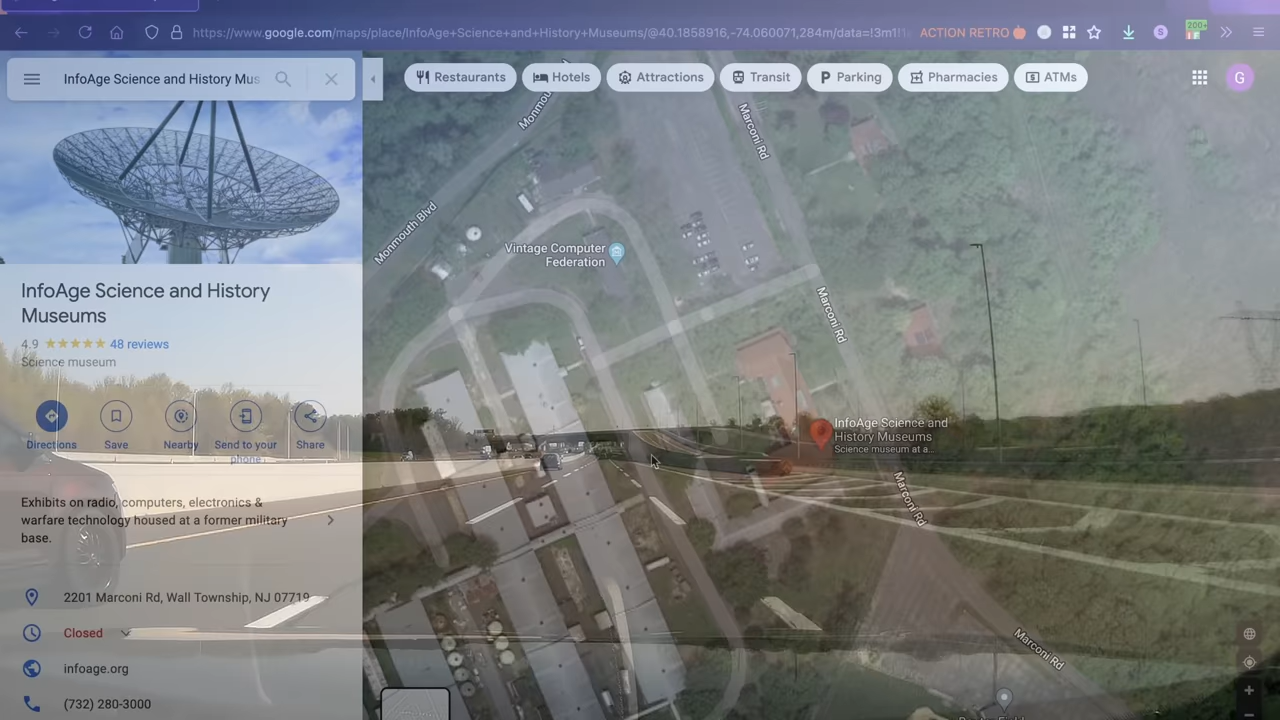 https://www.google.com/maps/place/InfoAge+Science+and+History+Museums/@40.1858916,-74.060071,284m/data=!3m1!1
ACTION RETRO
S
200+
InfoAge Science and History Mus
Restaurants
Hotels
Attractions
Transit
Parking
Pharmacies
ATMs
G
Marconi Rd
Monmouth Blvd
Vintage Computer
Federation
InfoAge Science and History
Museums
4.9
48 reviews
Science museum
Marconi Rd
Directions
Save
Nearby
Send to your
phone
Share
InfoAge Science and
History Museums
Science museum at a...
Exhibits on radio, computers, electronics &
warfare technology housed at a former military
base.
Marconi Rd
2201 Marconi Rd, Wall Township, NJ 07719
Closed
Marconi Rd
infoage.org
(732) 280-3000